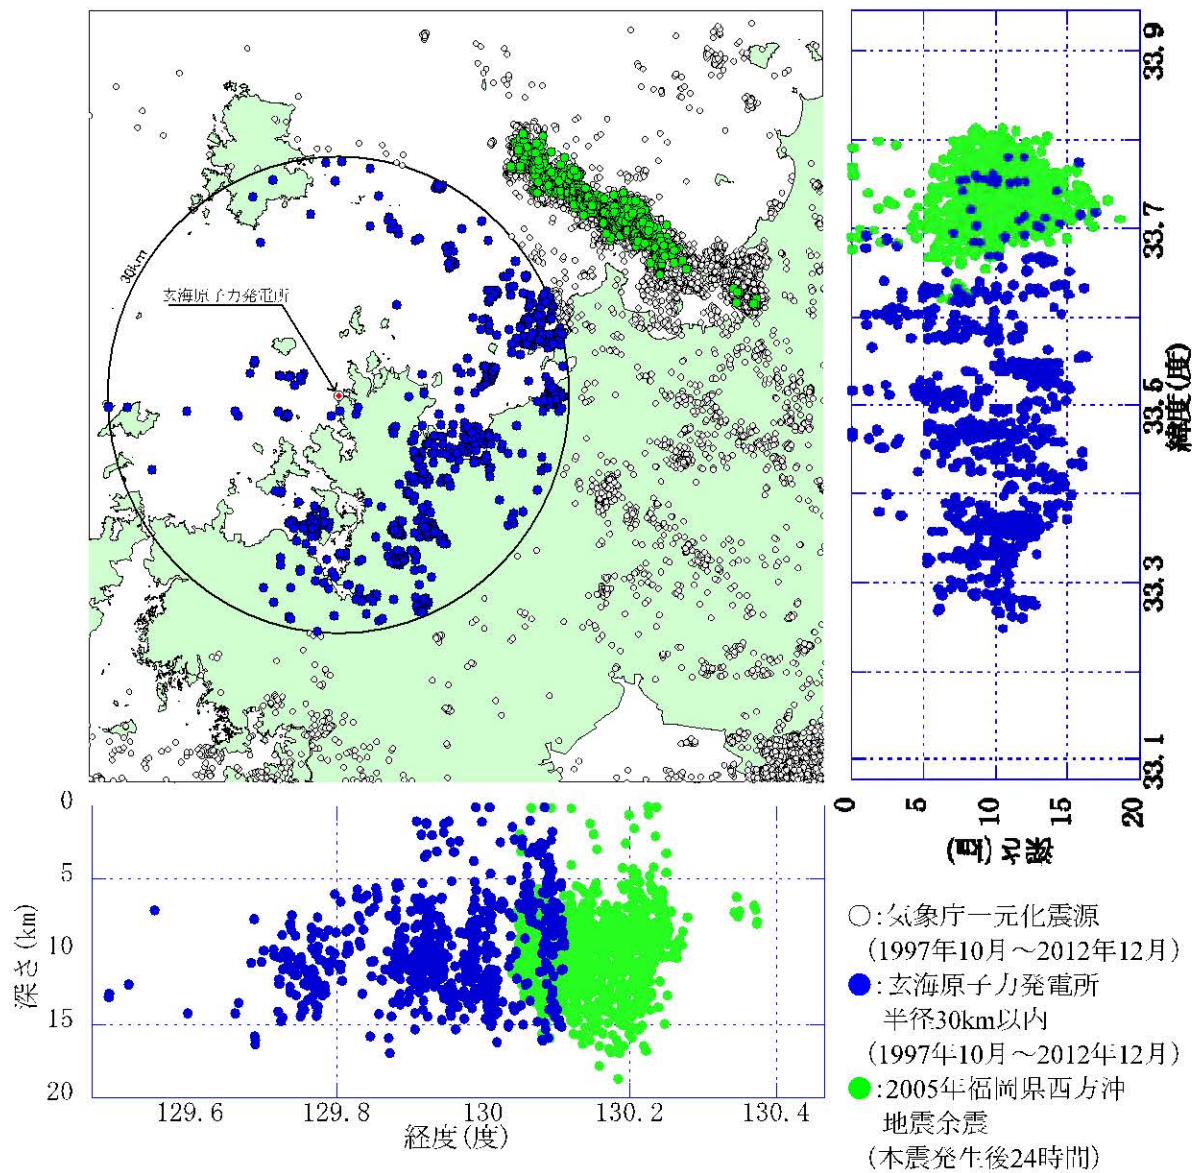 30km
玄海原子力発電所
33.9
33.7
33.5
33.3
33.1
緯度(度)
0
5
10
15
20
深さ(km)
0
5
10
15
20
深さ(km)
129.6
129.8
130
130.2
130.4
経度(度)
○:気象庁一元化震源
(1997年10月～2012年12月)
●:玄海原子力発電所
半径30km以内
(1997年10月～2012年12月)
●:2005年福岡県西方沖
地震余震
(本震発生後24時間)